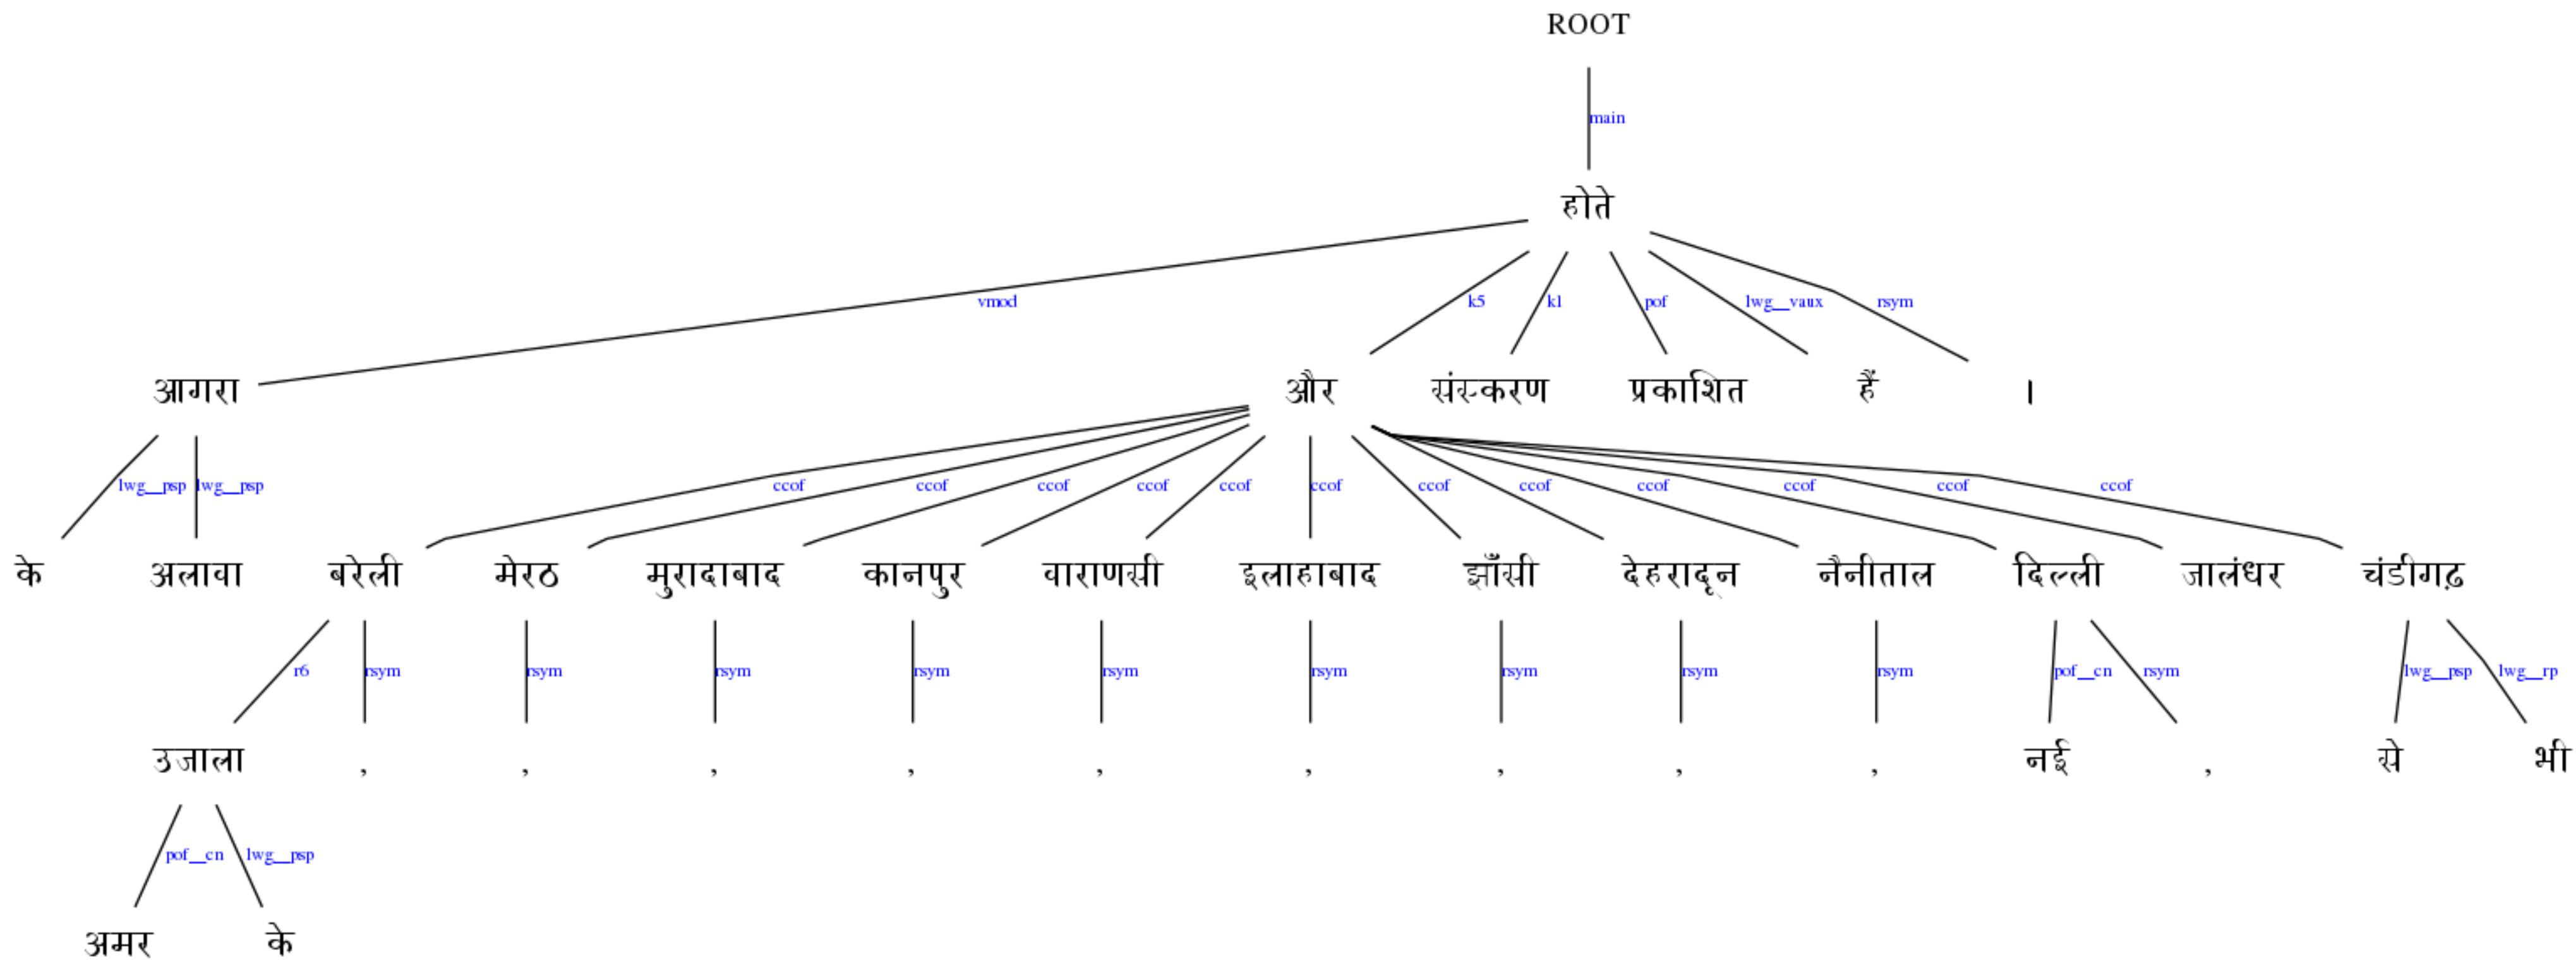 ROOT
main
होते
vmod k5 k1 pof lwg__vaux rsym
आगरा और संस्करण प्रकाशित हैं ।
lwg__psp lwg__psp ccof ccof ccof ccof ccof ccof ccof ccof ccof ccof ccof ccof
के अलावा बरेली मेरठ मुरादाबाद कानपुर वाराणसी इलाहाबाद झाँसी देहरादून नैनीताल दिल्ली जालंधर चंडीगढ़
r6 rsym rsym rsym rsym rsym rsym rsym rsym rsym pof__cn rsym lwg__psp lwg__rp
उजाला , , , , , , , , , नई , से भी
pof__cn lwg__psp
अमर के